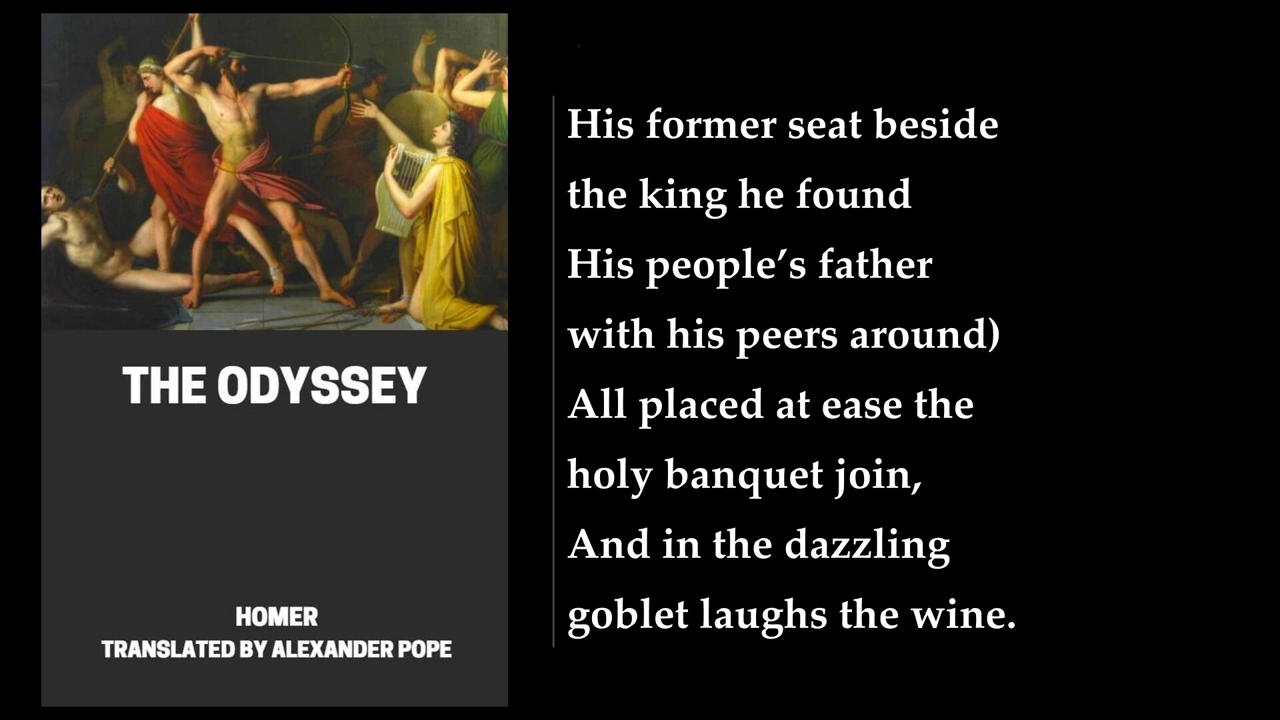 THE ODYSSEY
HOMER
TRANSLATED BY ALEXANDER POPE
His former seat beside
the king he found
His people’s father
with his peers around)
All placed at ease the
holy banquet join,
And in the dazzling
goblet laughs the wine.